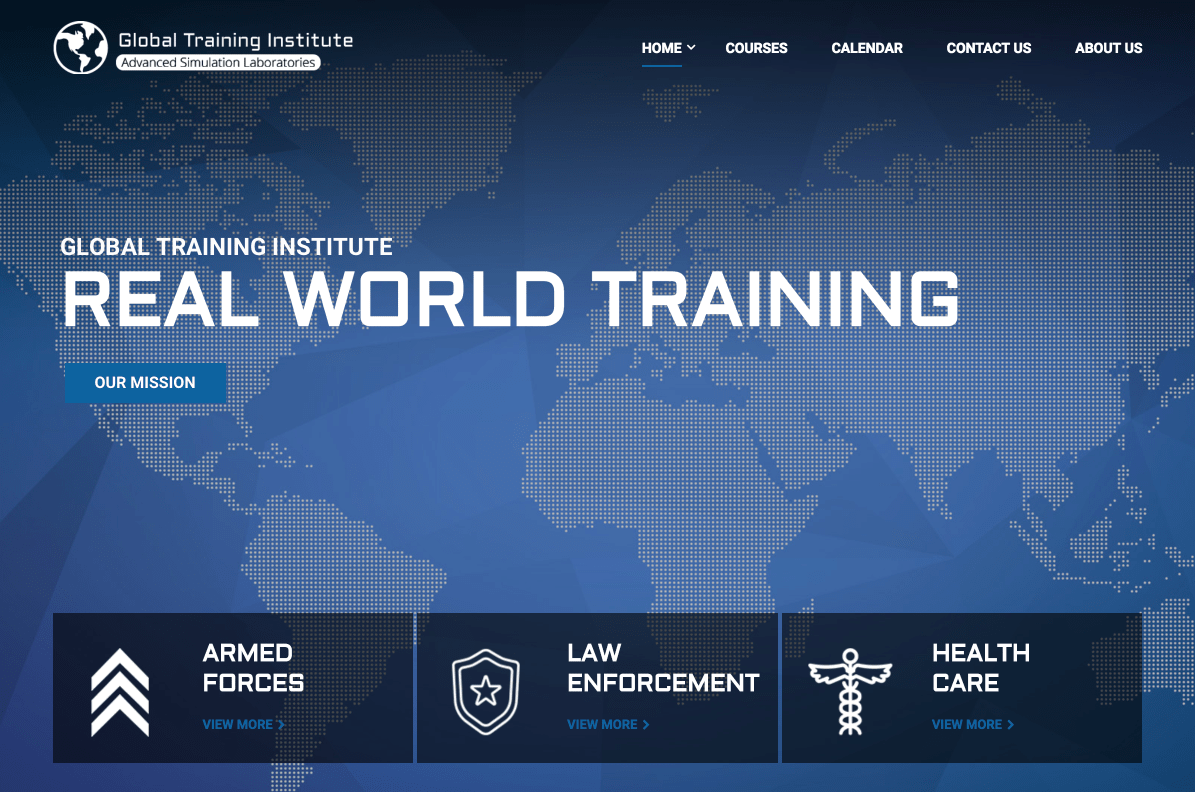 Global Training Institute
Advanced Simulation Laboratories
HOME COURSES CALENDAR CONTACT US ABOUT US
GLOBAL TRAINING INSTITUTE
REAL WORLD TRAINING
OUR MISSION
ARMED
FORCES
VIEW MORE
LAW
ENFORCEMENT
VIEW MORE
HEALTH
CARE
VIEW MORE